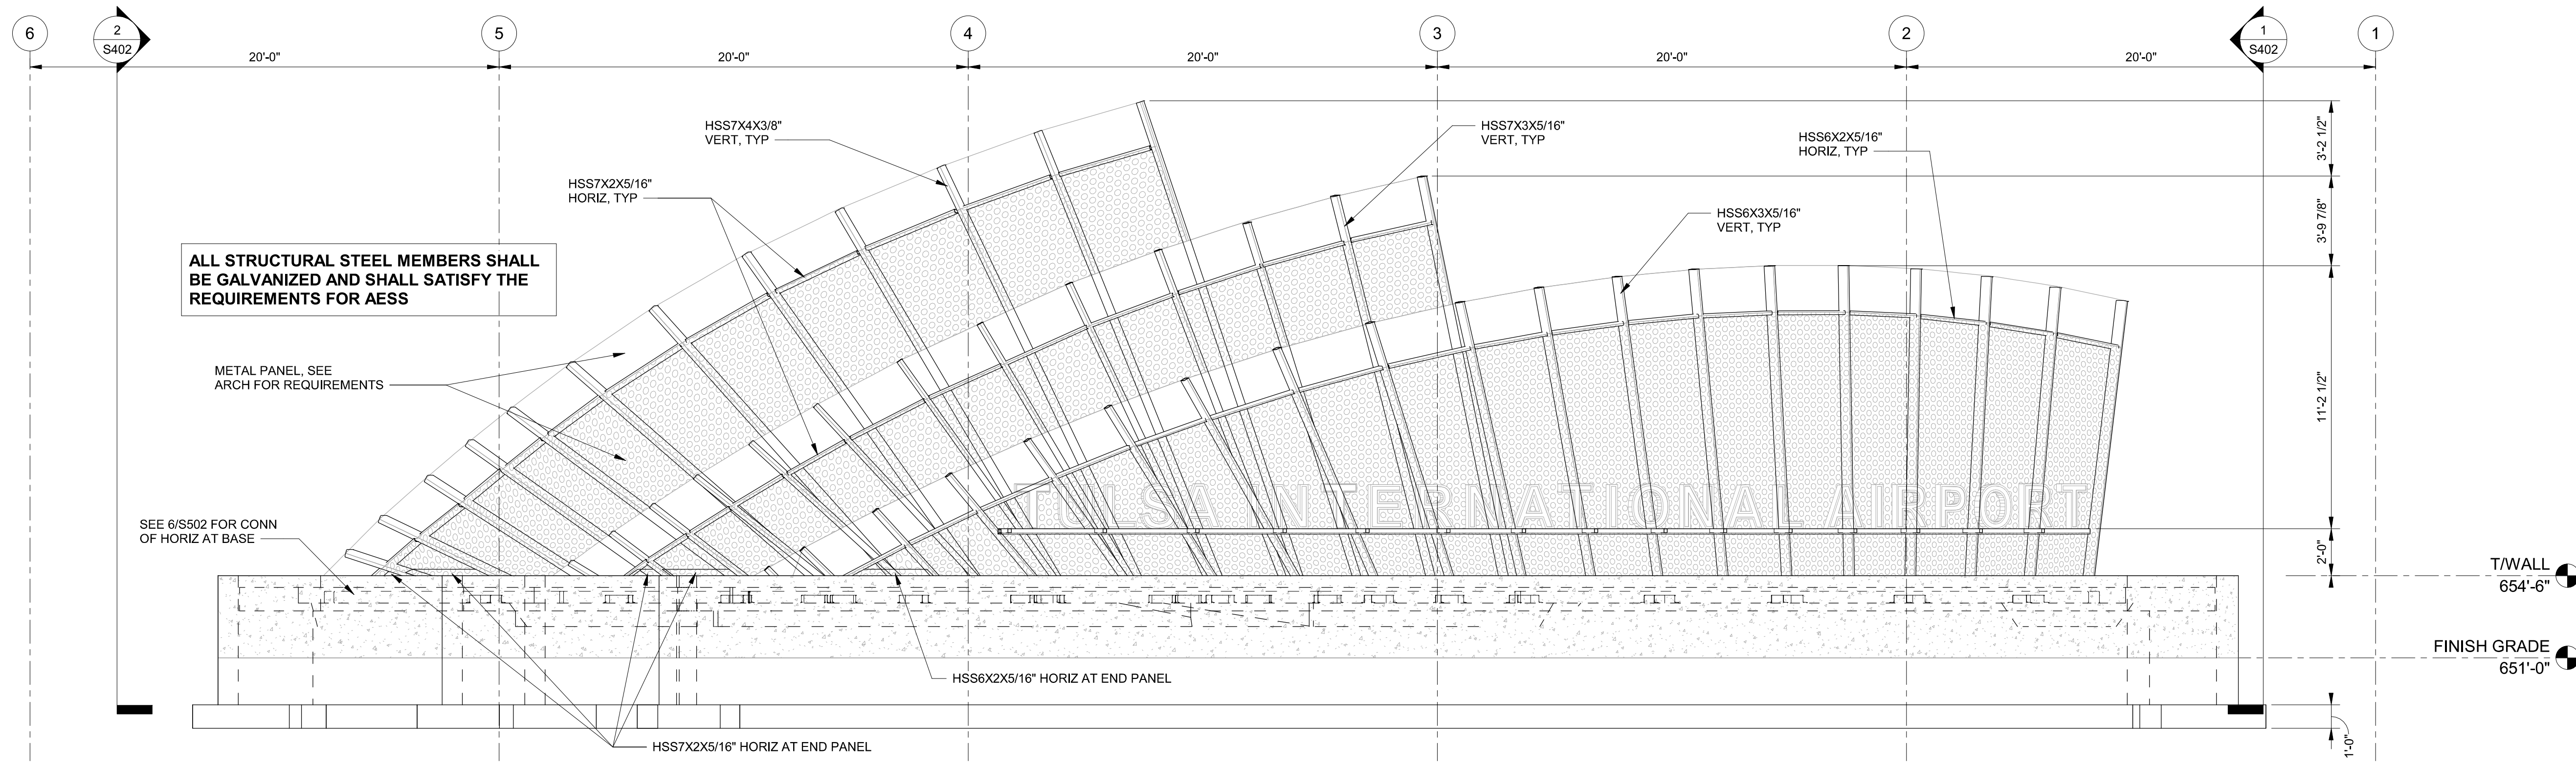 6
2
S402
5
4
3
2
1
S402
1
20'-0"
20'-0"
20'-0"
20'-0"
20'-0"
HSS7X4X3/8"
VERT, TYP
HSS7X3X5/16"
VERT, TYP
HSS6X2X5/16"
HORIZ, TYP
3'-2 1/2"
HSS7X2X5/16"
HORIZ, TYP
HSS6X3X5/16"
VERT, TYP
3'-9 7/8"
ALL STRUCTURAL STEEL MEMBERS SHALL
BE GALVANIZED AND SHALL SATISFY THE
REQUIREMENTS FOR AESS
METAL PANEL, SEE
ARCH FOR REQUIREMENTS
11'-2 1/2"
TULSA INTERNATIONAL AIRPORT
SEE 6/S502 FOR CONN
OF HORIZ AT BASE
2'-0"
T/WALL
654'-6"
FINISH GRADE
651'-0"
HSS6X2X5/16" HORIZ AT END PANEL
HSS7X2X5/16" HORIZ AT END PANEL
1'-0"